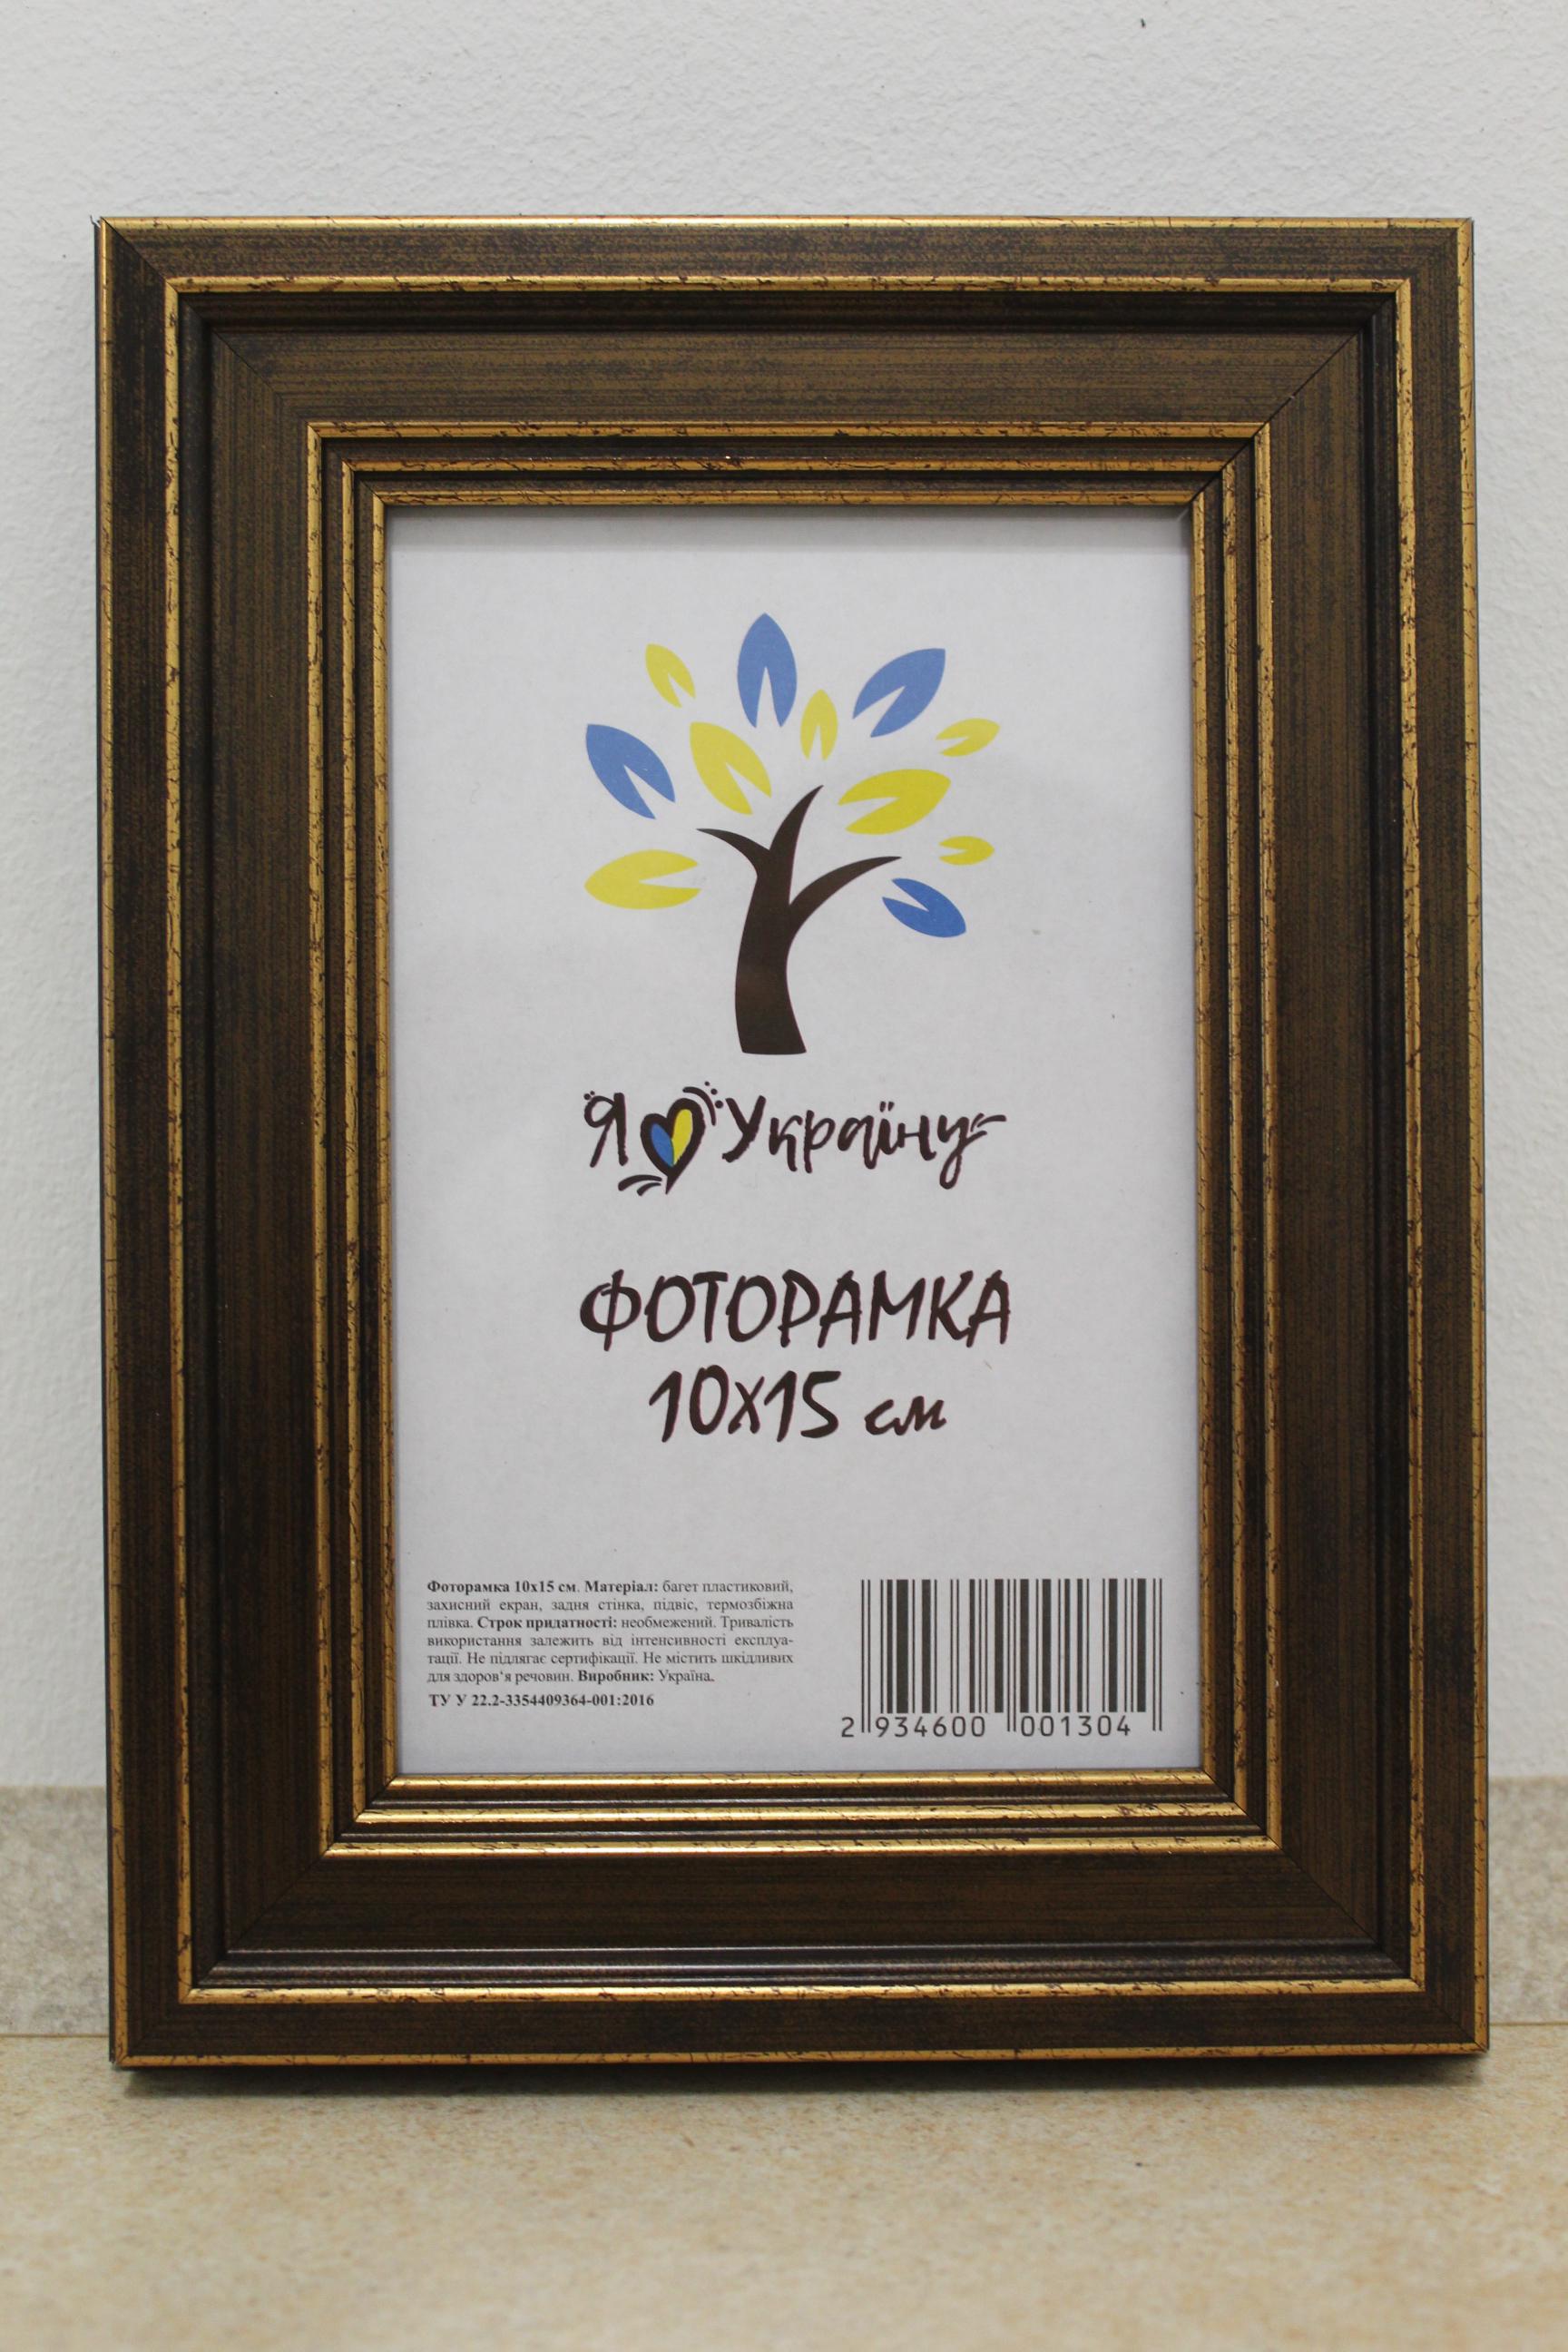 Я Україну
ФОТОРАМКА
10х15 см
Фоторамка 10х15 см. Матеріал: багет пластиковий,
захисний екран, задня стінка, підвіс, термозбіжна
плівка. Строк придатності: необмежений. Тривалість
використання залежить від інтенсивності експлуа-
тації. Не підлягає сертифікації. Не містить шкідливих
для здоров'я речовин. Виробник: Україна.
ТУ У 22.2-3354409364-001:2016
2 934600 001304